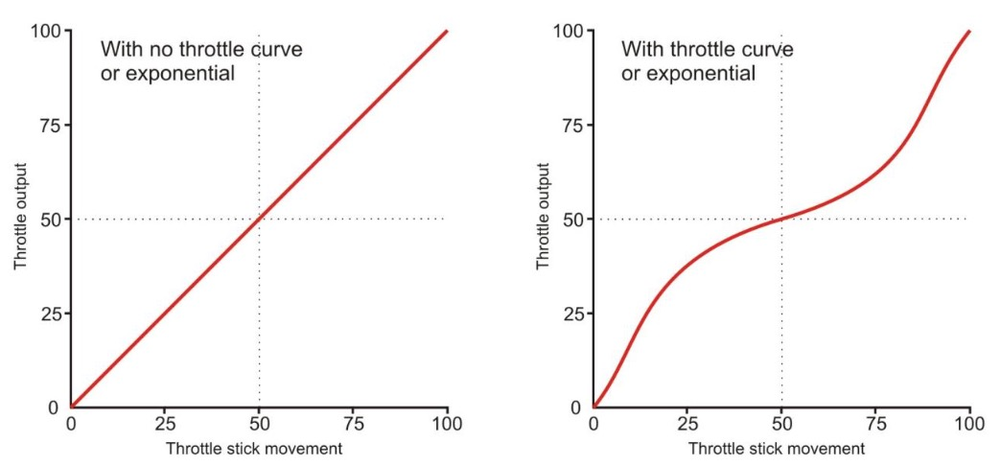 With no throttle curve
or exponential
100
75
50
25
0
Throttle output
0 25 50 75 100
Throttle stick movement
With throttle curve
or exponential
100
75
50
25
0
Throttle output
0 25 50 75 100
Throttle stick movement